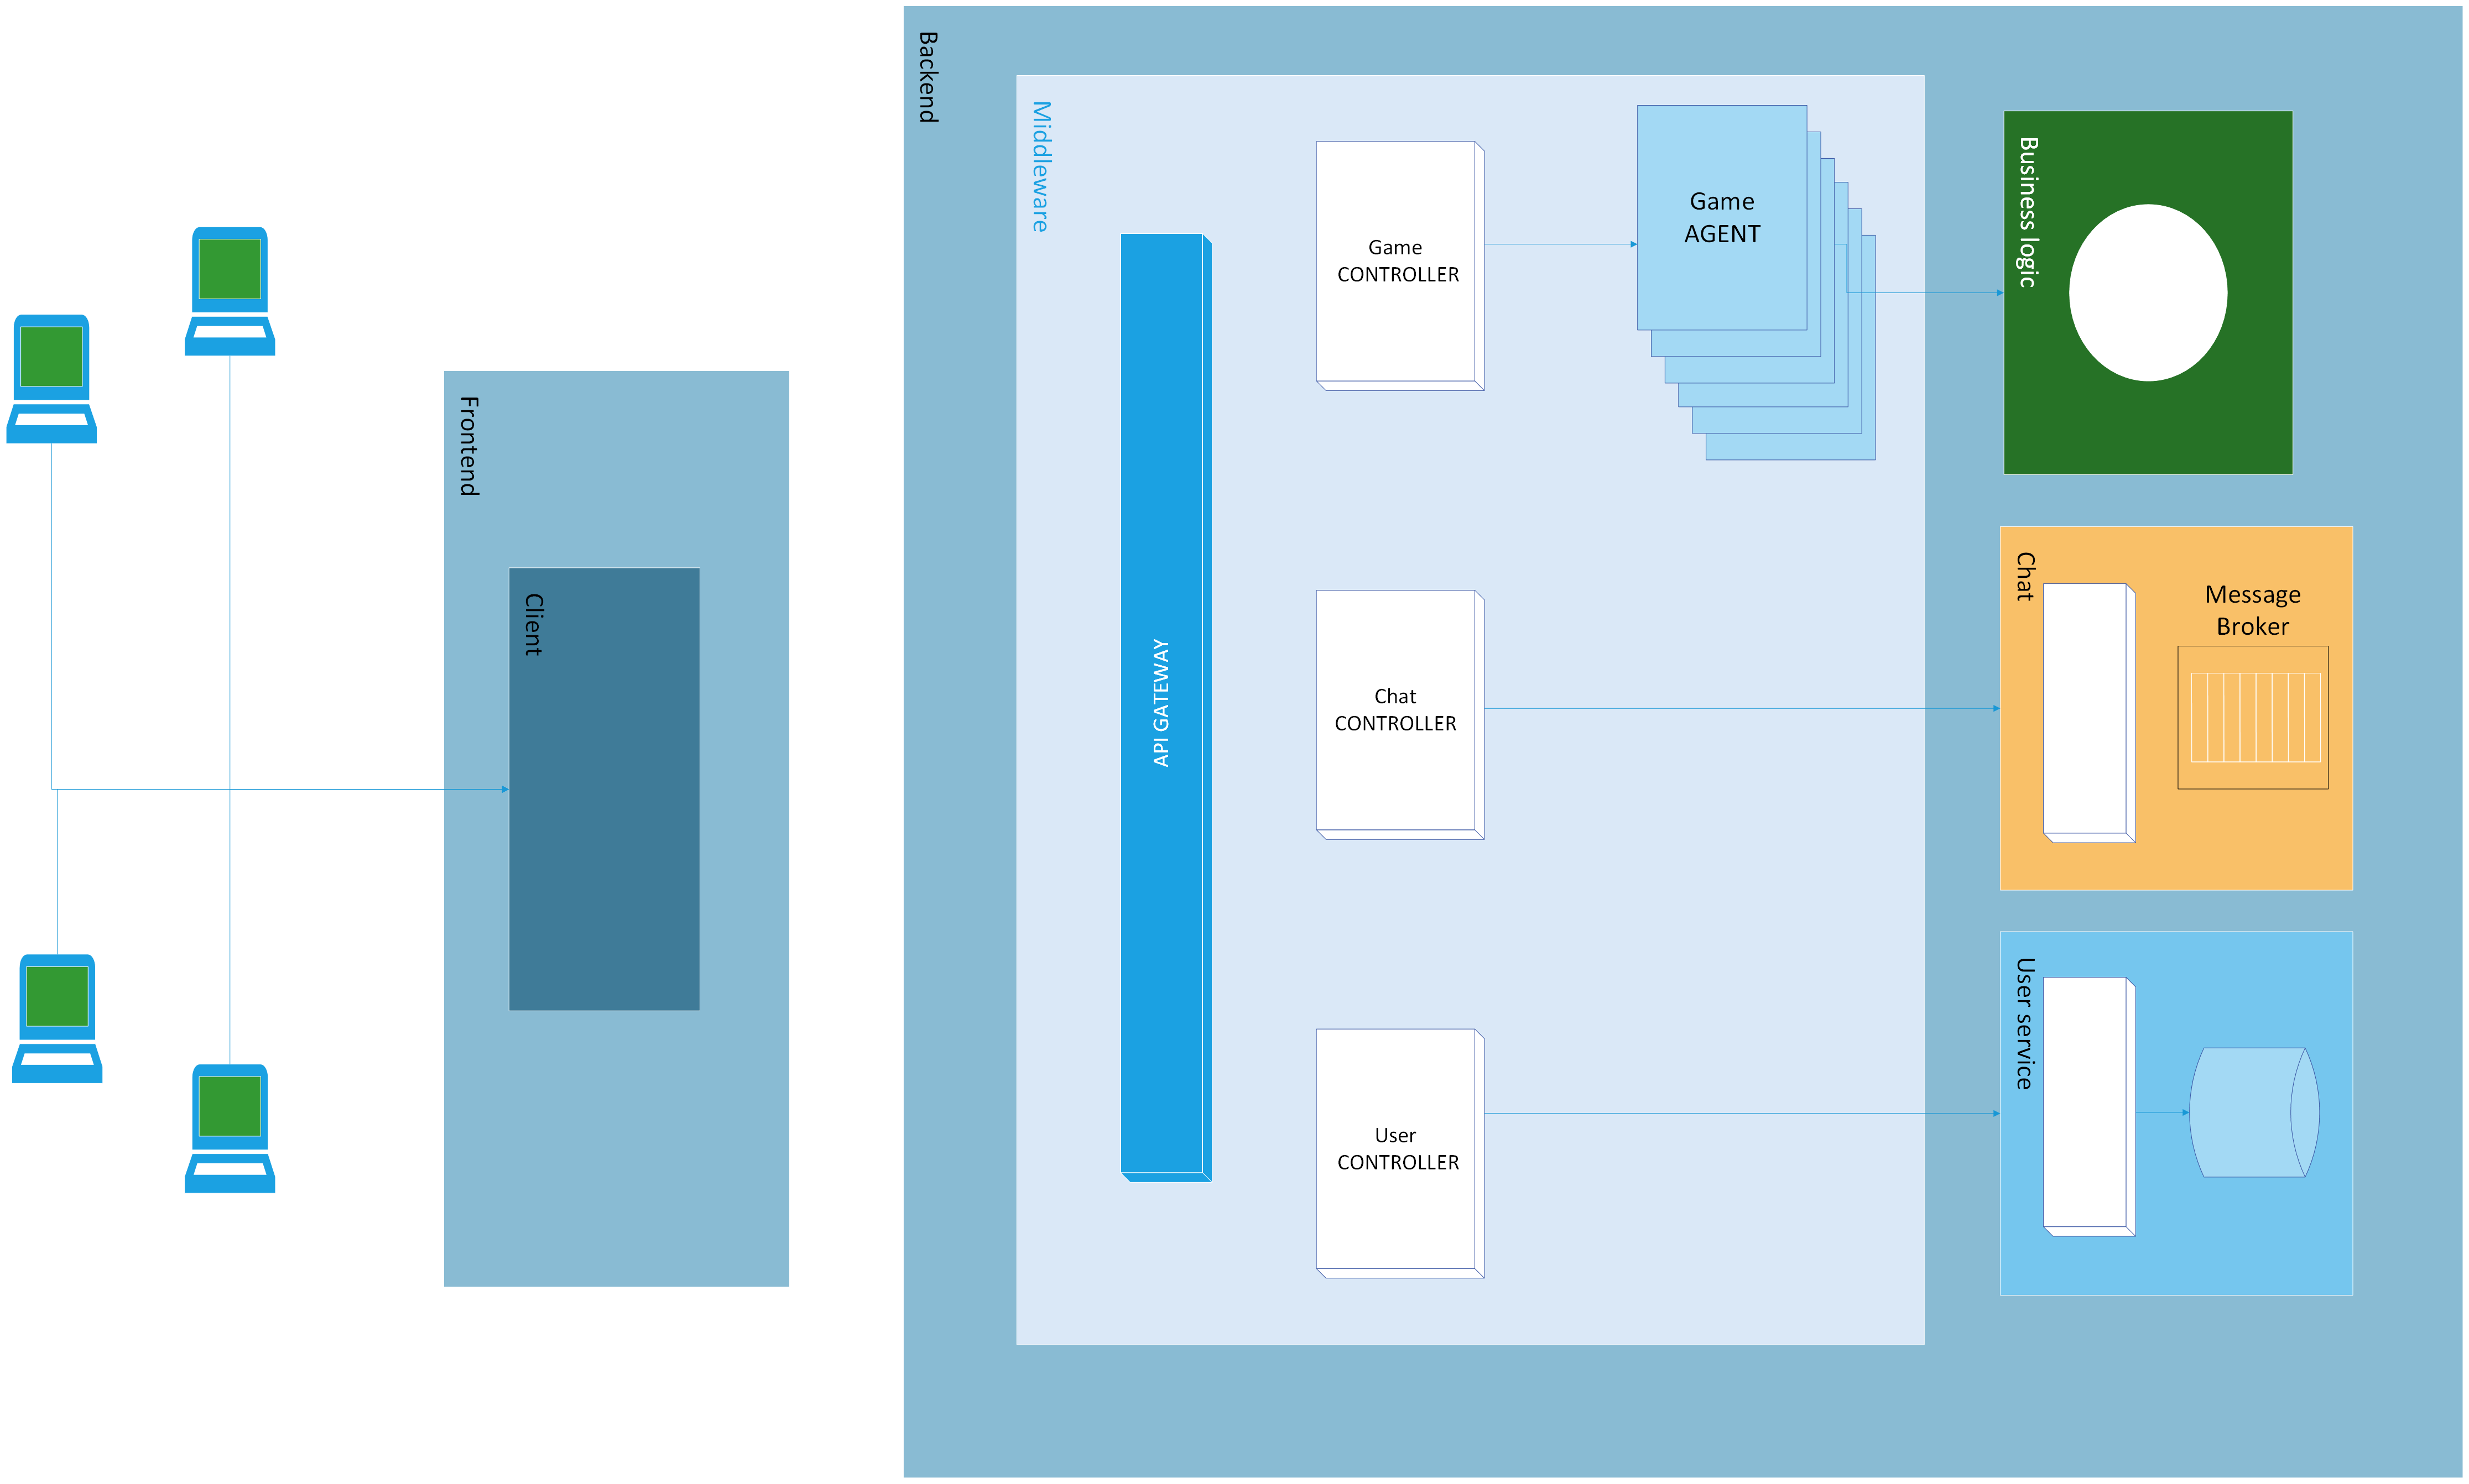 Backend
Middleware
Game
CONTROLLER
Game
AGENT
Business logic
Frontend
Client
API GATEWAY
Chat
CONTROLLER
Chat
Message
Broker
User
CONTROLLER
User service